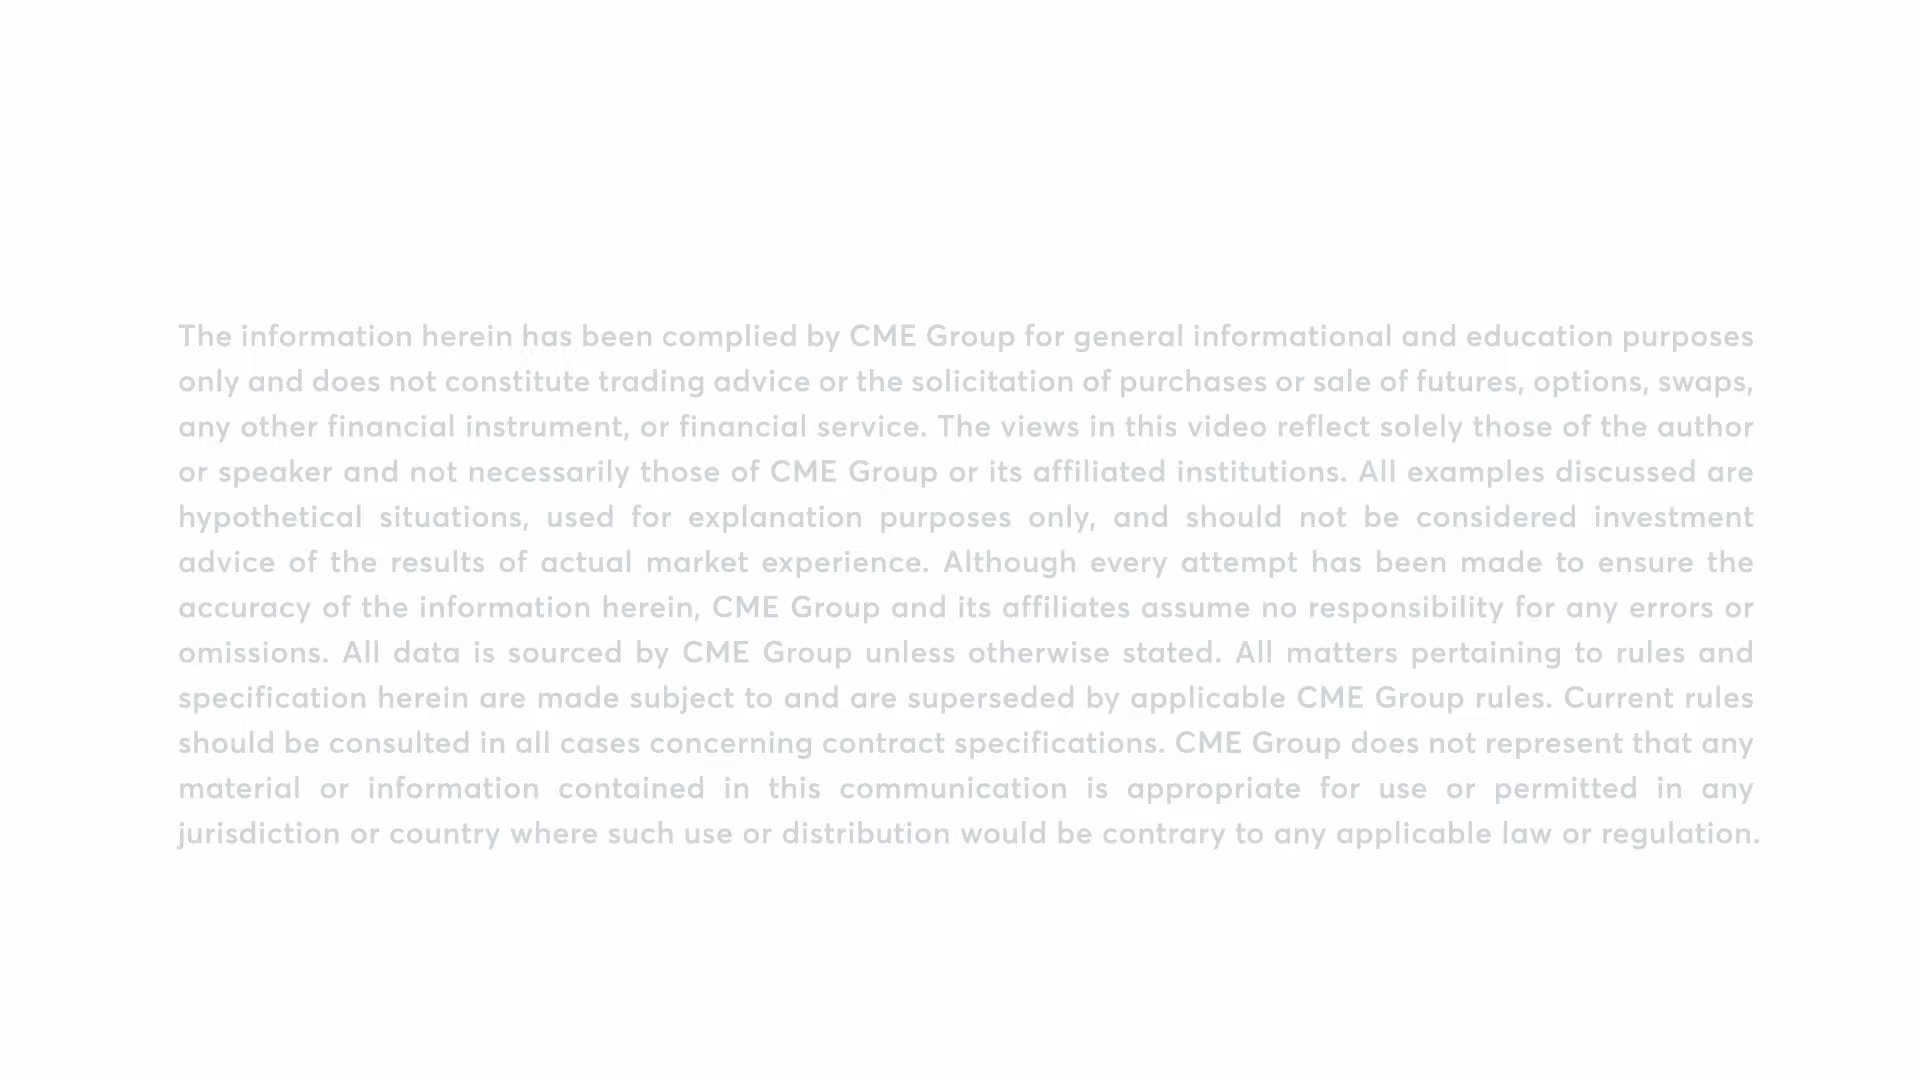 The information herein has been complied by CME Group for general informational and education purposes
only and does not constitute trading advice or the solicitation of purchases or sale of futures, options, swaps,
any other financial instrument, or financial service. The views in this video reflect solely those of the author
or speaker and not necessarily those of CME Group or its affiliated institutions. All examples discussed are
hypothetical situations, used for explanation purposes only, and should not be considered investment
advice of the results of actual market experience. Although every attempt has been made to ensure the
accuracy of the information herein, CME Group and its affiliates assume no responsibility for any errors or
omissions. All data is sourced by CME Group unless otherwise stated. All matters pertaining to rules and
specification herein are made subject to and are superseded by applicable CME Group rules. Current rules
should be consulted in all cases concerning contract specifications. CME Group does not represent that any
material or information contained in this communication is appropriate for use or permitted in any
jurisdiction or country where such use or distribution would be contrary to any applicable law or regulation.